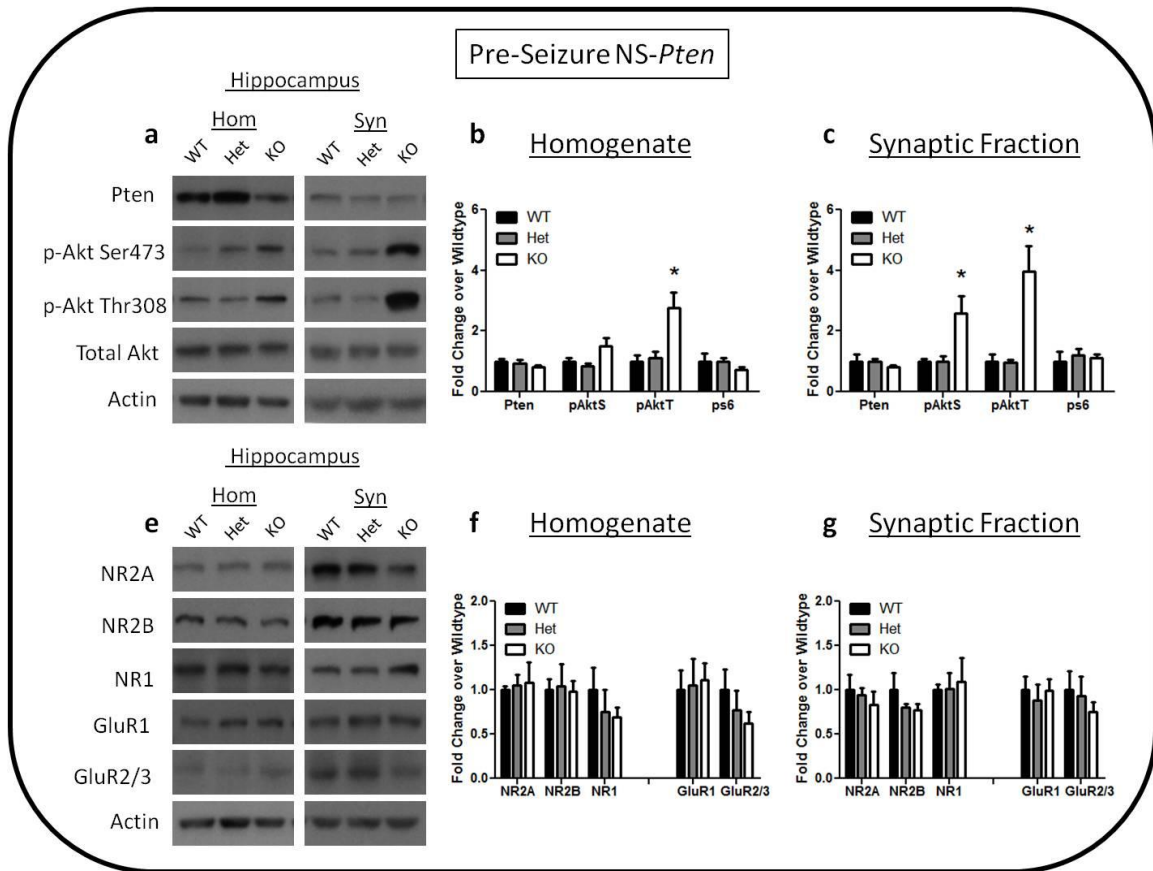 Pre-Seizure NS-Pten
Hippocampus
a
Hom
Syn
WT Het KO WT Het KO
Pten
p-Akt Ser473
p-Akt Thr308
Total Akt
Actin
b Homogenate
Fold Change over Wildtype
6
4
2
0
WT
Het
KO
*
Pten pAktS pAktT ps6
c Synaptic Fraction
Fold Change over Wildtype
6
4
2
0
WT
Het
KO
* *
Pten pAktS pAktT ps6
Hippocampus
e
Hom
Syn
WT Het KO WT Het KO
NR2A
NR2B
NR1
GluR1
GluR2/3
Actin
f Homogenate
Fold Change over Wildtype
2.0
1.5
1.0
0.5
0.0
WT
Het
KO
NR2A NR2B NR1 GluR1 GluR2/3
g Synaptic Fraction
Fold Change over Wildtype
2.0
1.5
1.0
0.5
0.0
WT
Het
KO
NR2A NR2B NR1 GluR1 GluR2/3